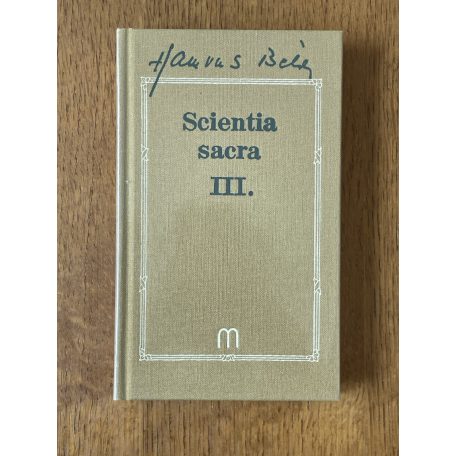 Hamvas Béla
Scientia
sacra
III.
m